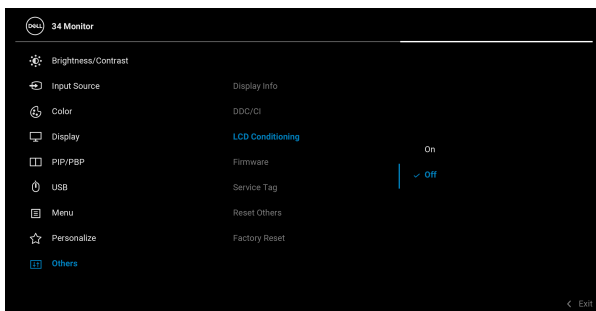 DELL 34 Monitor
Brightness/Contrast
Input Source
Display Info
Color
DDC/CI
Display
LCD Conditioning
On
PIP/PBP
Firmware
Off
USB
Service Tag
Menu
Reset Others
Personalize
Factory Reset
Others
Exit